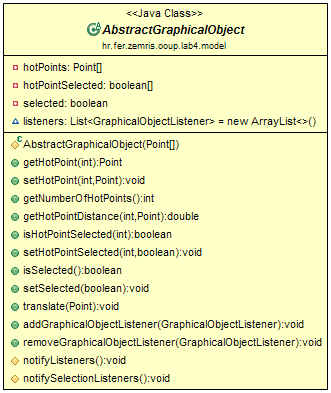 <<Java Class>>
AbstractGraphicalObject
hr.fer.zemris.ooup.lab4.model
hotPoints: Point[]
hotPointSelected: boolean[]
selected: boolean
listeners: List<GraphicalObjectListener> = new ArrayList<>()
AbstractGraphicalObject(Point[])
getHotPoint(int):Point
setHotPoint(int,Point):void
getNumberOfHotPoints():int
getHotPointDistance(int,Point):double
isHotPointSelected(int):boolean
setHotPointSelected(int,boolean):void
isSelected():boolean
setSelected(boolean):void
translate(Point):void
addGraphicalObjectListener(GraphicalObjectListener):void
removeGraphicalObjectListener(GraphicalObjectListener):void
notifyListeners():void
notifySelectionListeners():void